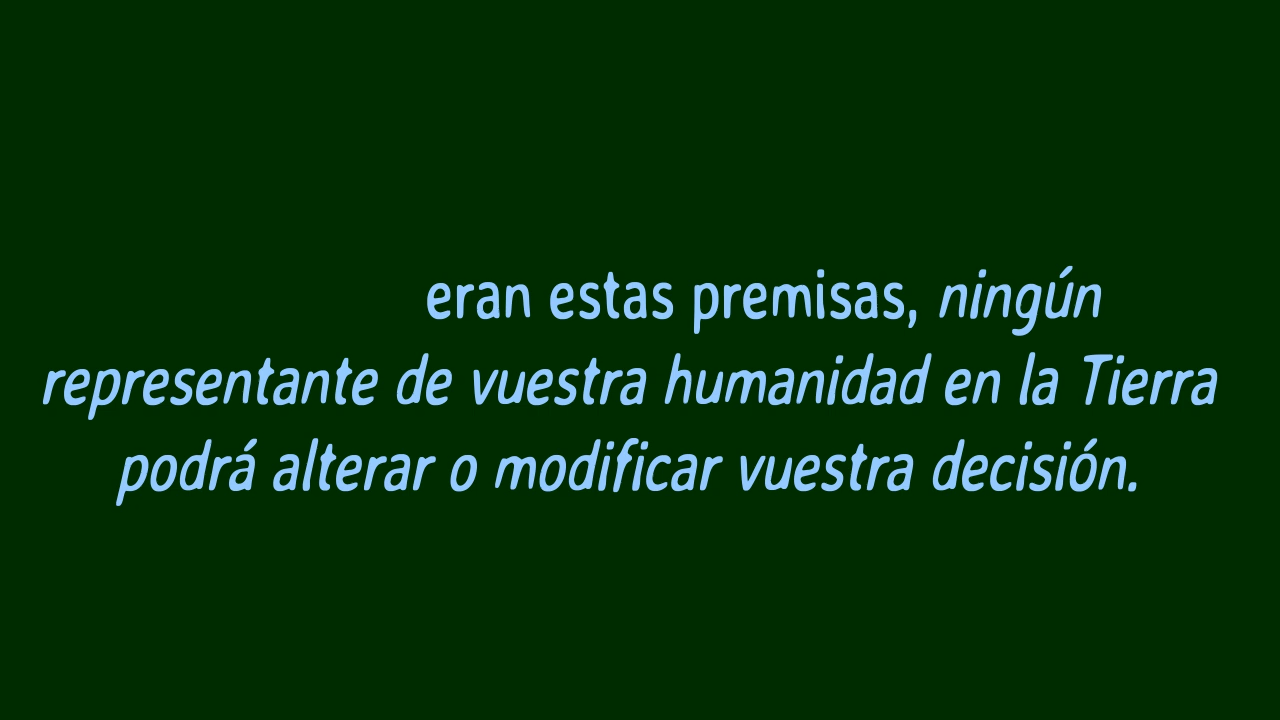 eran estas premisas, ningún
representante de vuestra humanidad en la Tierra
podrá alterar o modificar vuestra decisión.